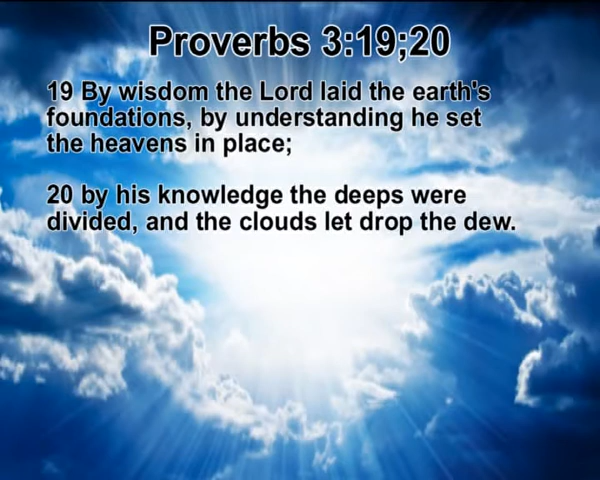 Proverbs 3:19;20
19 By wisdom the Lord laid the earth's
foundations, by understanding he set
the heavens in place;
20 by his knowledge the deeps were
divided, and the clouds let drop the dew.